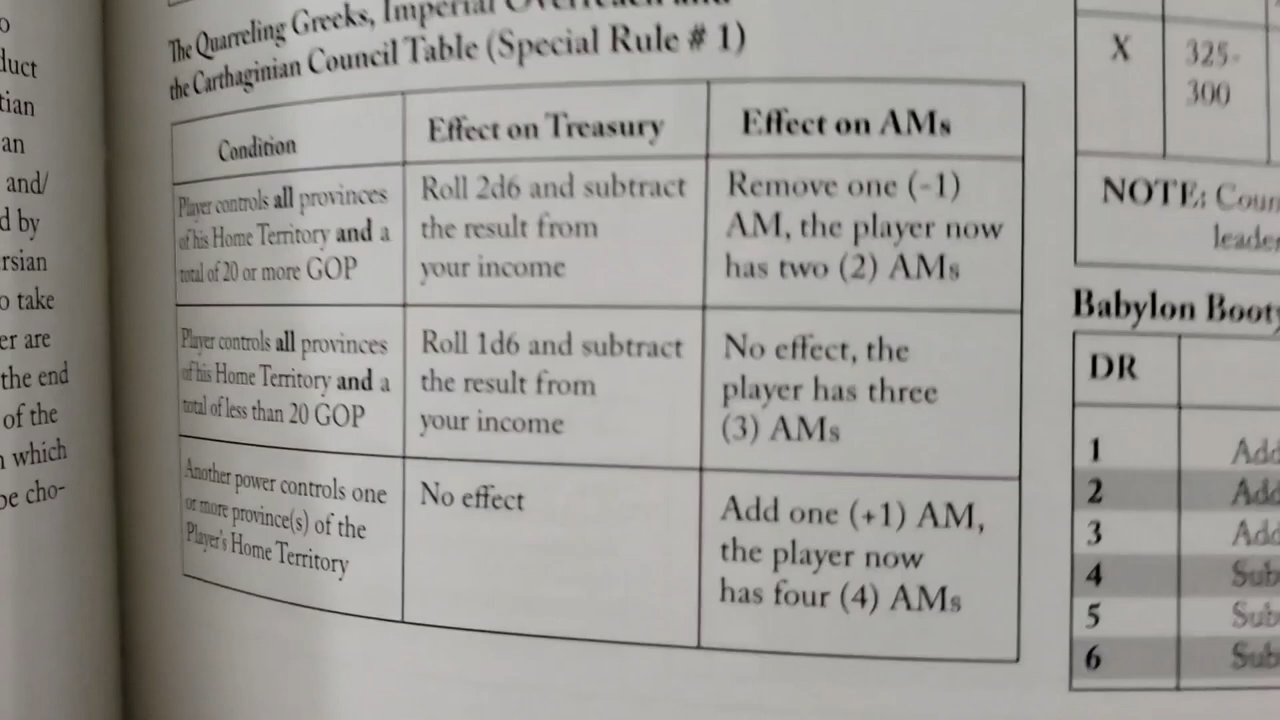 duct
tian
an
and/
d by
rsian
o take
er are
the end
of the
which
be cho-
The Quarreling Greeks, Imperial Overreach and
the Carthaginian Council Table (Special Rule # 1)
Condition
Effect on Treasury
Effect on AMs
Player controls all provinces
of his Home Territory and a
total of 20 or more GOP
Roll 2d6 and subtract
the result from
your income
Remove one (-1)
AM, the player now
has two (2) AMs
Player controls all provinces
of his Home Territory and a
total of less than 20 GOP
Roll 1d6 and subtract
the result from
your income
No effect, the
player has three
(3) AMs
Another power controls one
or more province(s) of the
Player's Home Territory
No effect
Add one (+1) AM,
the player now
has four (4) AMs
X
325-
300
NOTE: Coun
leader
Babylon Booty
DR
1 Add
2 Add
3 Add
4 Sub
5 Sub
6 Sub